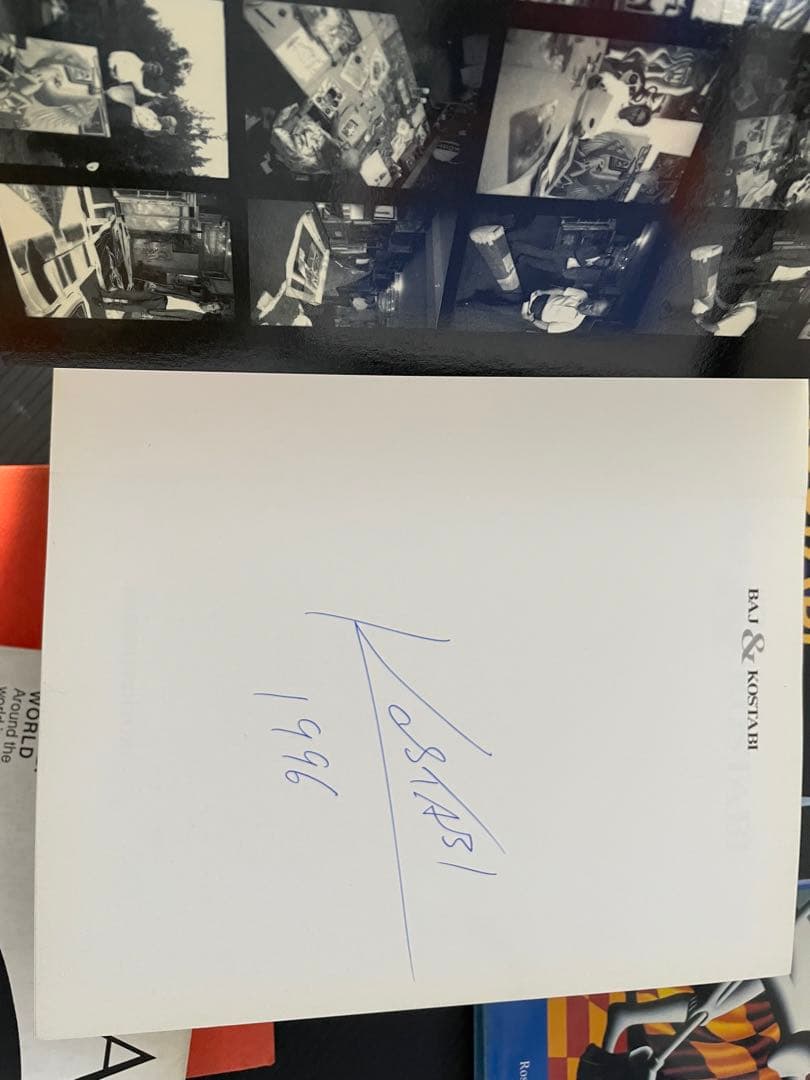 BAJ & KOSTABI
KOSTABI
1996
WORLD
Around the
A